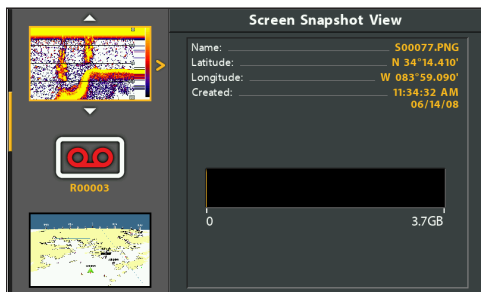 Screen Snapshot View
Name: S00077.PNG
Latitude: N 34°14.410'
Longitude: W 083°59.090'
Created: 11:34:32 AM
06/14/08
R00003
0 3.7GB